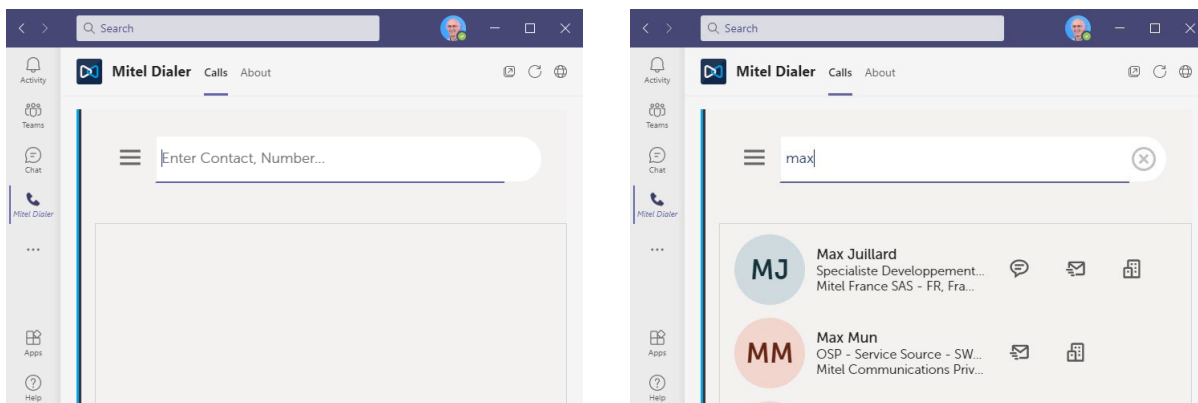 Search
Activity
Mitel Dialer Calls About
Teams
Enter Contact, Number...
Chat
Mitel Dialer
Apps
Help
Search
Activity
Mitel Dialer Calls About
Teams
max
Chat
Mitel Dialer
MJ
Max Juillard
Specialiste Developpement...
Mitel France SAS - FR, Fra...
Apps
MM
Max Mun
OSP - Service Source - SW...
Mitel Communications Priv...
Help